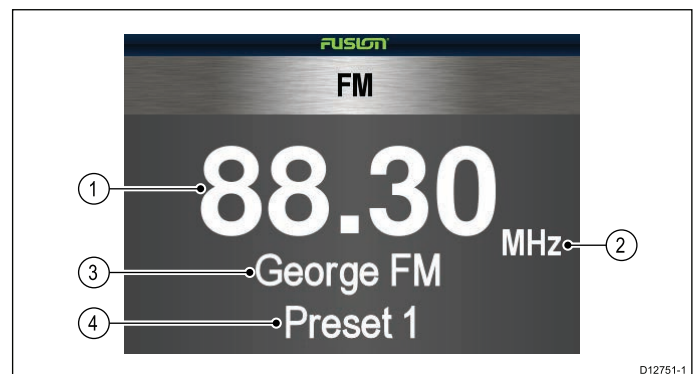 FUSION
FM
88.30
MHz
George FM
Preset 1
1
2
3
4
D12751-1